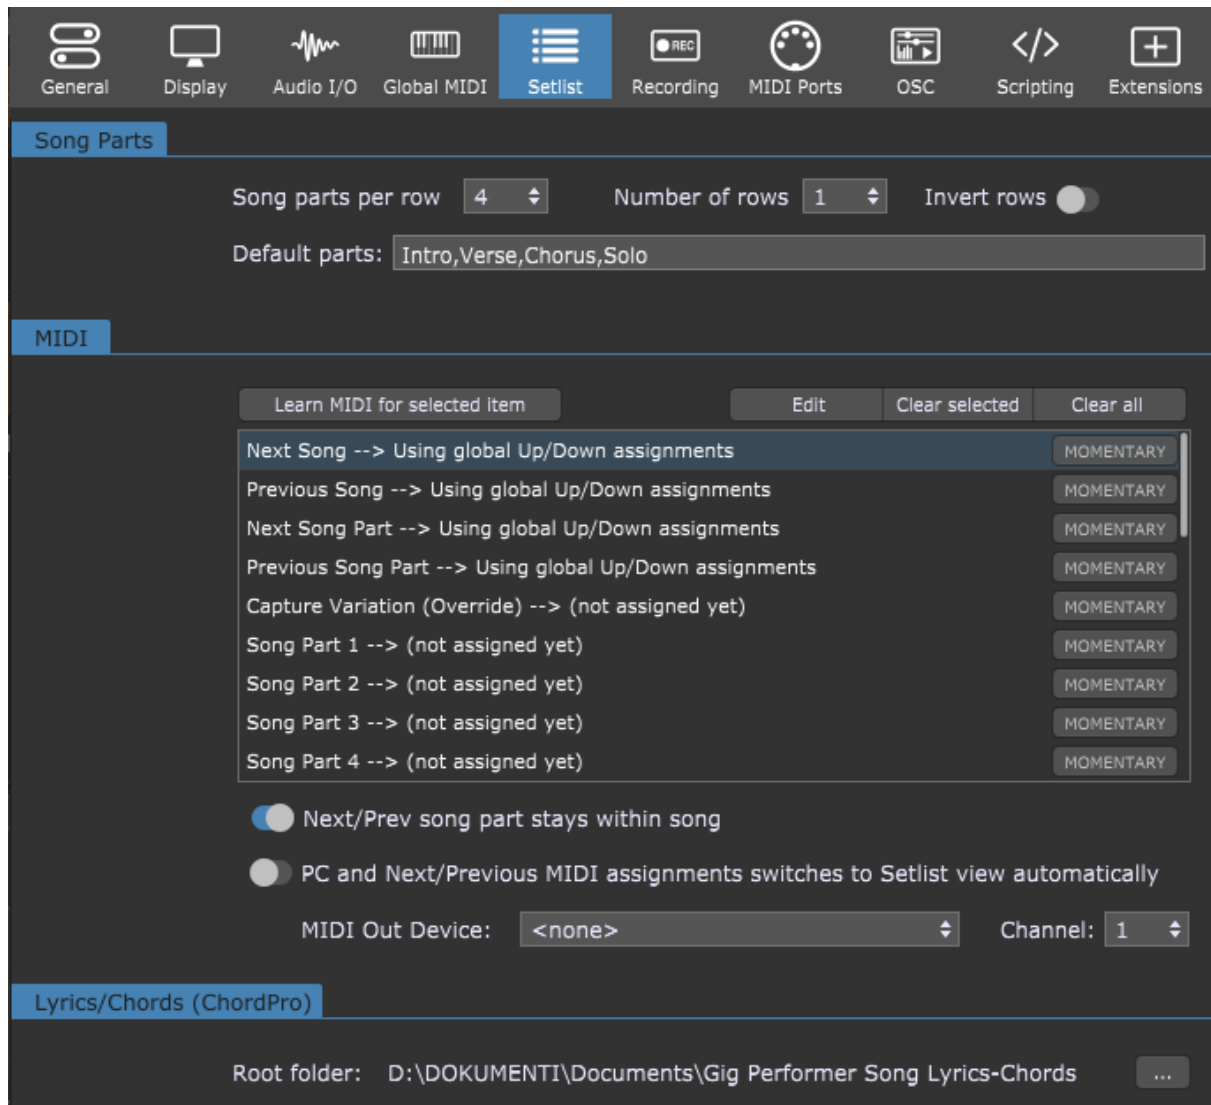 REC
General Display Audio I/O Global MIDI Setlist Recording MIDI Ports OSC Scripting Extensions
Song Parts
Song parts per row 4 Number of rows 1 Invert rows
Default parts: Intro,Verse,Chorus,Solo
MIDI
Learn MIDI for selected item Edit Clear selected Clear all
Next Song --> Using global Up/Down assignments MOMENTARY
Previous Song --> Using global Up/Down assignments MOMENTARY
Next Song Part --> Using global Up/Down assignments MOMENTARY
Previous Song Part --> Using global Up/Down assignments MOMENTARY
Capture Variation (Override) --> (not assigned yet) MOMENTARY
Song Part 1 --> (not assigned yet) MOMENTARY
Song Part 2 --> (not assigned yet) MOMENTARY
Song Part 3 --> (not assigned yet) MOMENTARY
Song Part 4 --> (not assigned yet) MOMENTARY
Next/Prev song part stays within song
PC and Next/Previous MIDI assignments switches to Setlist view automatically
MIDI Out Device: <none> Channel: 1
Lyrics/Chords (ChordPro)
Root folder: D:\DOKUMENTI\Documents\Gig Performer Song Lyrics-Chords ...